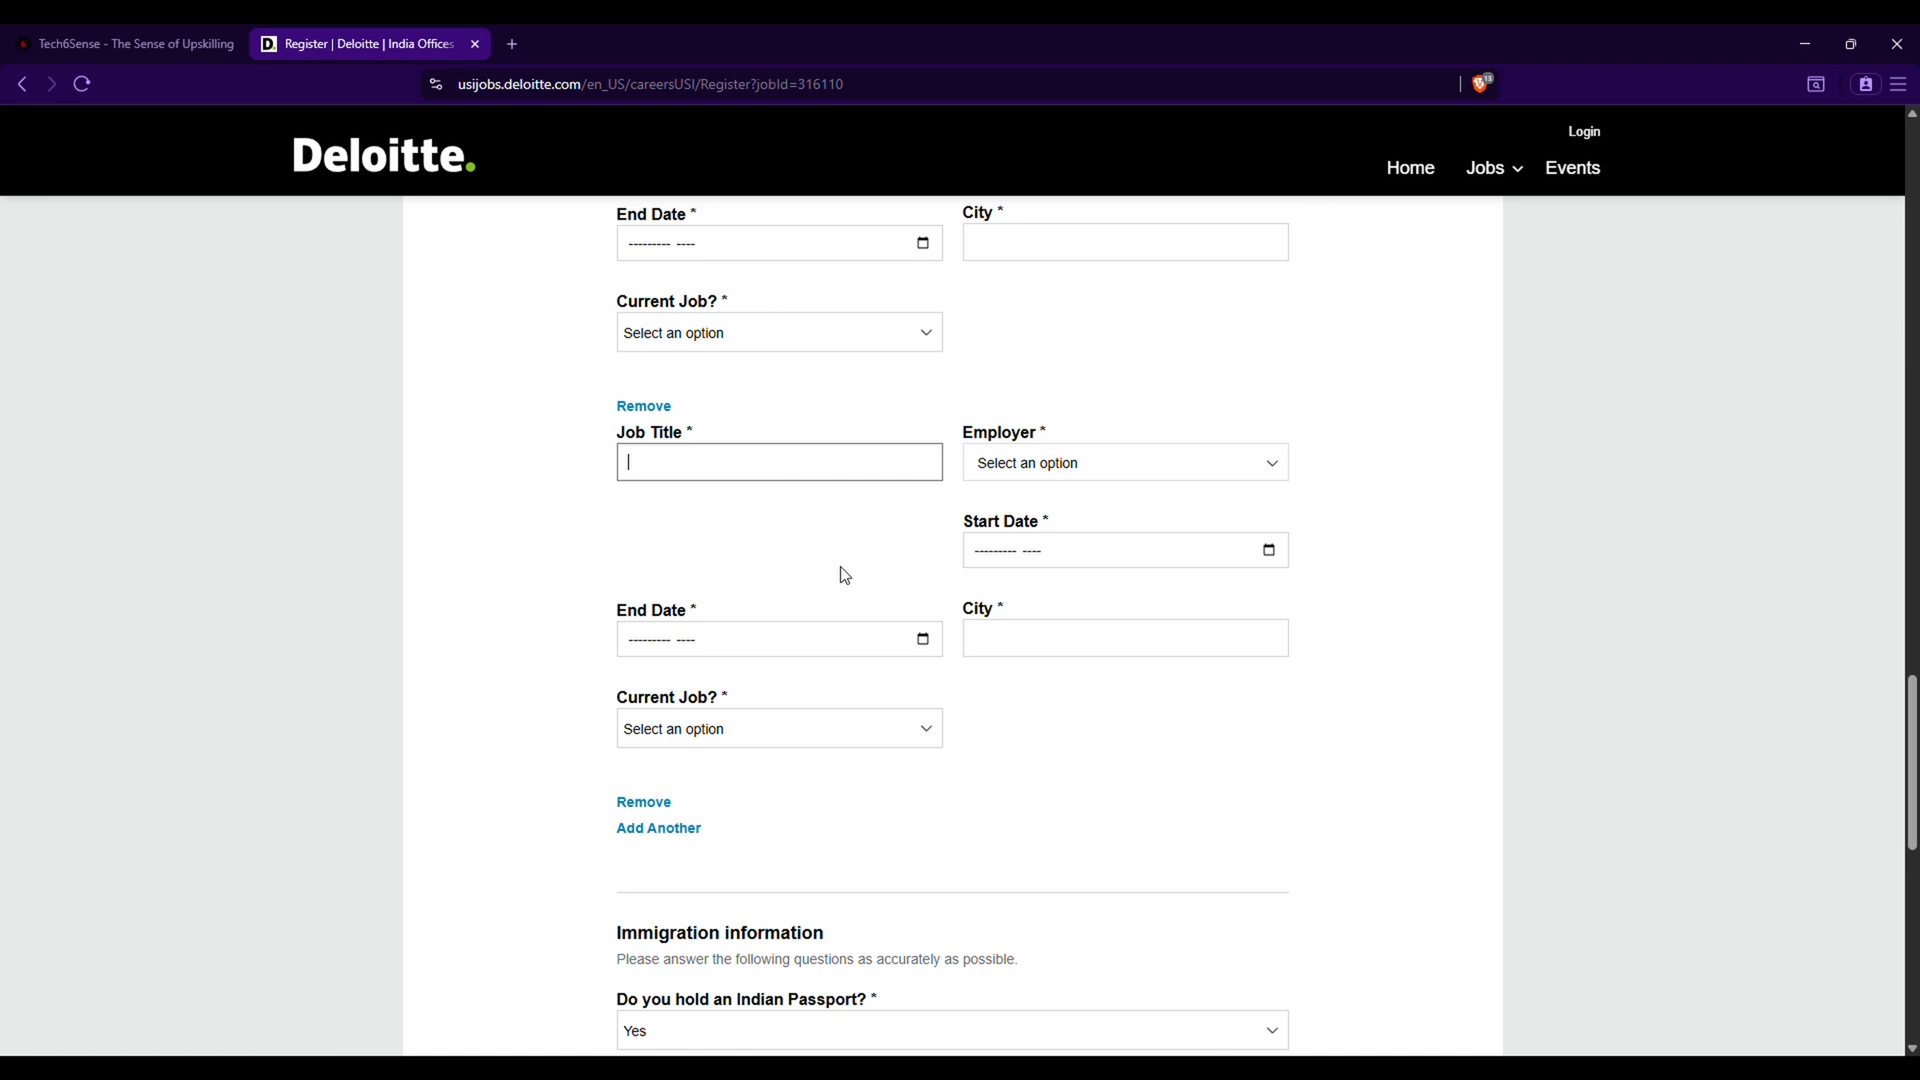 Tech6Sense - The Sense of Upskilling
Register | Deloitte | India Offices
usijobs.deloitte.com/en_US/careersUSI/Register?jobId=316110
13
Login
Deloitte.
Home Jobs Events
End Date * City *
--------- ----
Current Job? *
Select an option
Remove
Job Title * Employer *
Select an option
Start Date *
--------- ----
End Date * City *
--------- ----
Current Job? *
Select an option
Remove
Add Another
Immigration information
Please answer the following questions as accurately as possible.
Do you hold an Indian Passport? *
Yes